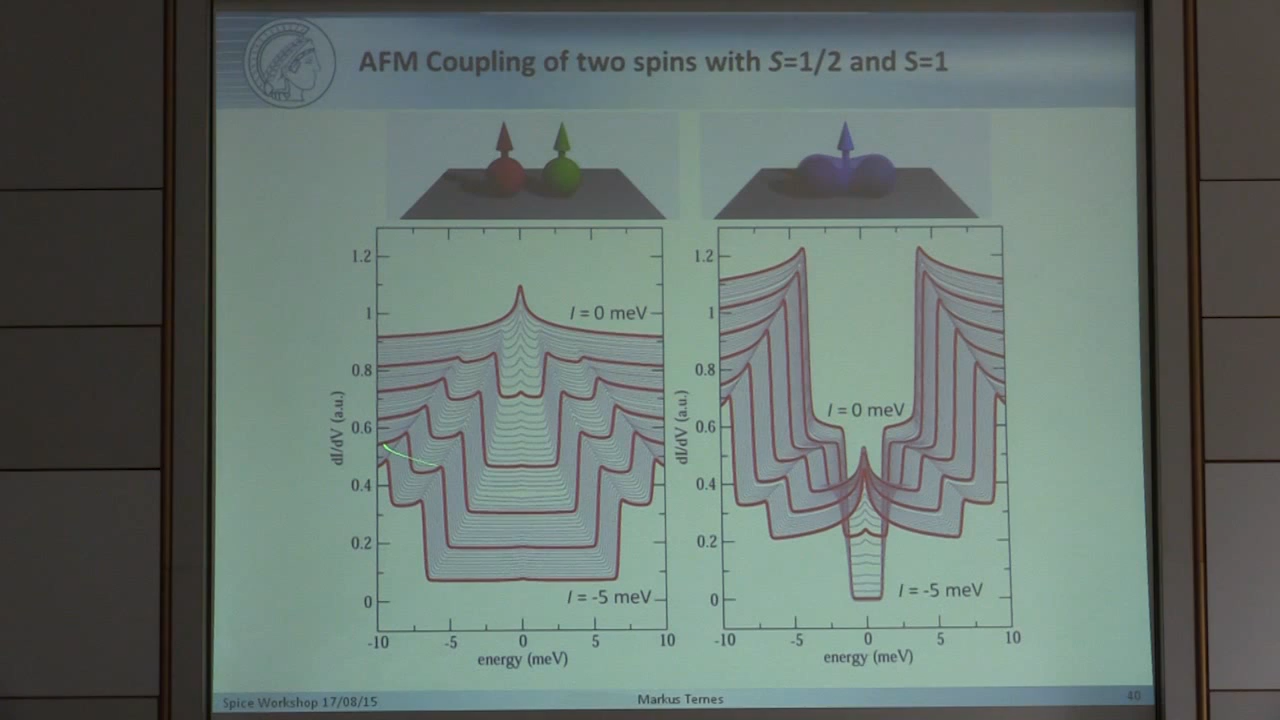 AFM Coupling of two spins with S=1/2 and S=1
1.2
1
0.8
0.6
0.4
0.2
0
dI/dV (a.u.)
I = 0 meV
I = -5 meV
-10
-5
0
5
10
energy (meV)
1.2
1
0.8
0.6
0.4
0.2
0
dI/dV (a.u.)
I = 0 meV
I = -5 meV
-10
-5
0
5
10
energy (meV)
Spice Workshop 17/08/15
Markus Ternes
40